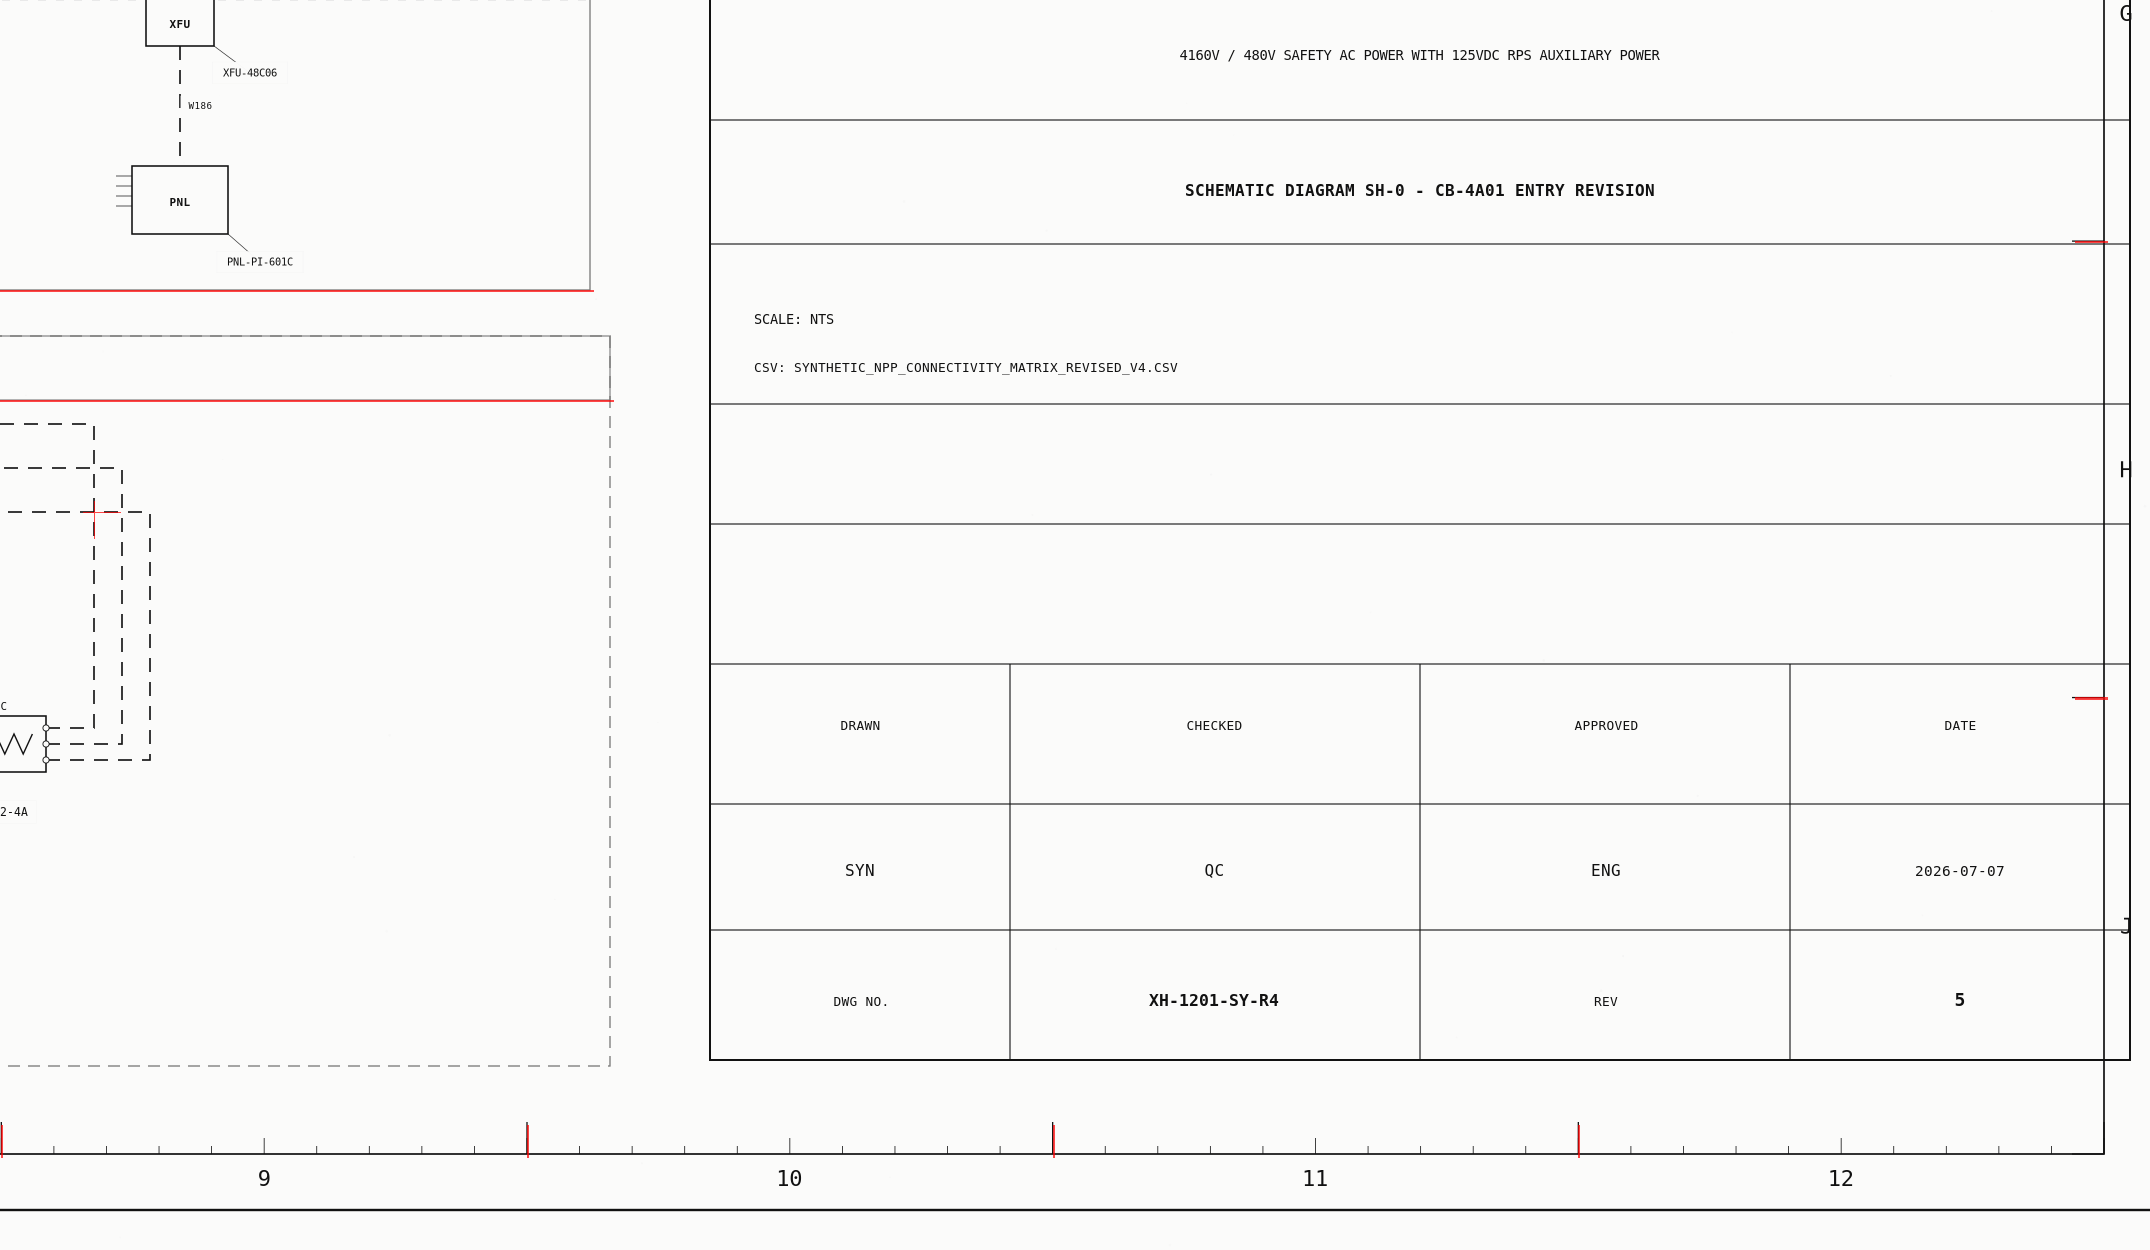 XFU
XFU-48C06
W186
PNL
PNL-PI-601C
C
2-4A
4160V / 480V SAFETY AC POWER WITH 125VDC RPS AUXILIARY POWER
SCHEMATIC DIAGRAM SH-0 - CB-4A01 ENTRY REVISION
SCALE: NTS
CSV: SYNTHETIC_NPP_CONNECTIVITY_MATRIX_REVISED_V4.CSV
DRAWN CHECKED APPROVED DATE
SYN QC ENG 2026-07-07
DWG NO. XH-1201-SY-R4 REV 5
G
H
J
9 10 11 12